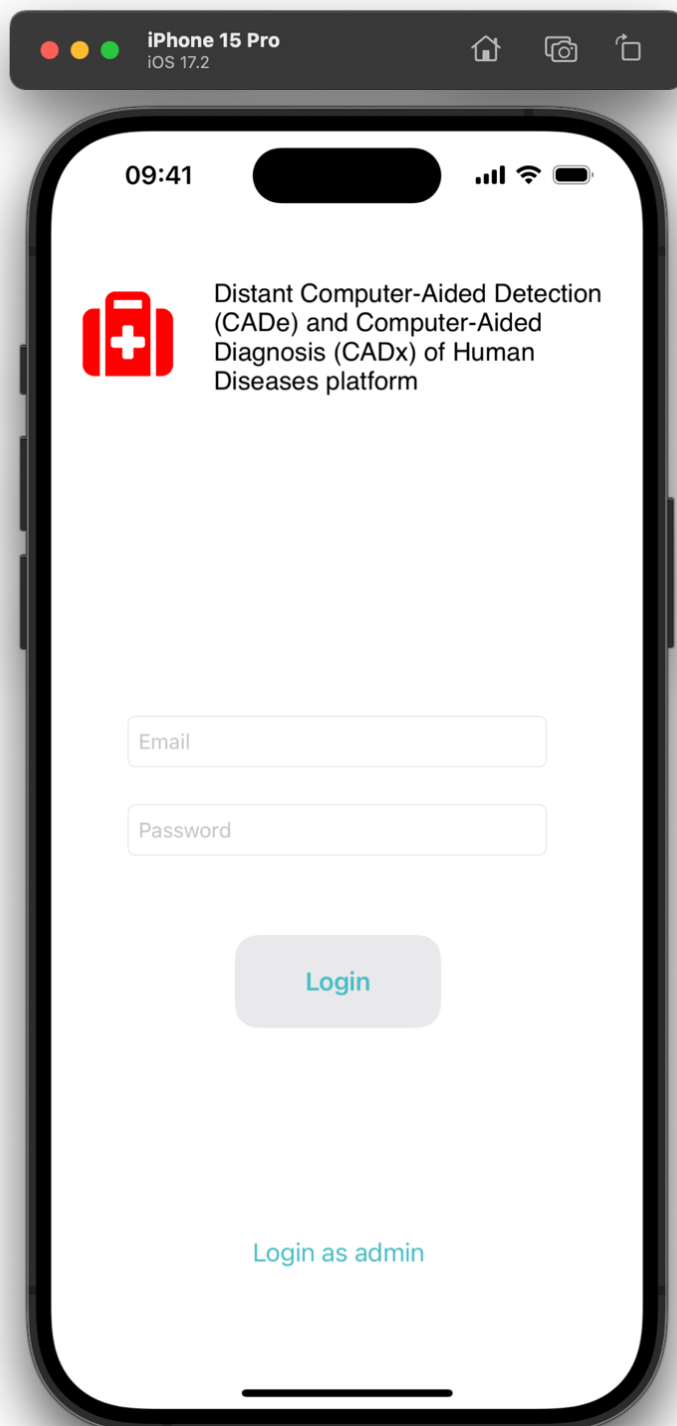 iPhone 15 Pro
iOS 17.2
09:41
Distant Computer-Aided Detection
(CADe) and Computer-Aided
Diagnosis (CADx) of Human
Diseases platform
Email
Password
Login
Login as admin